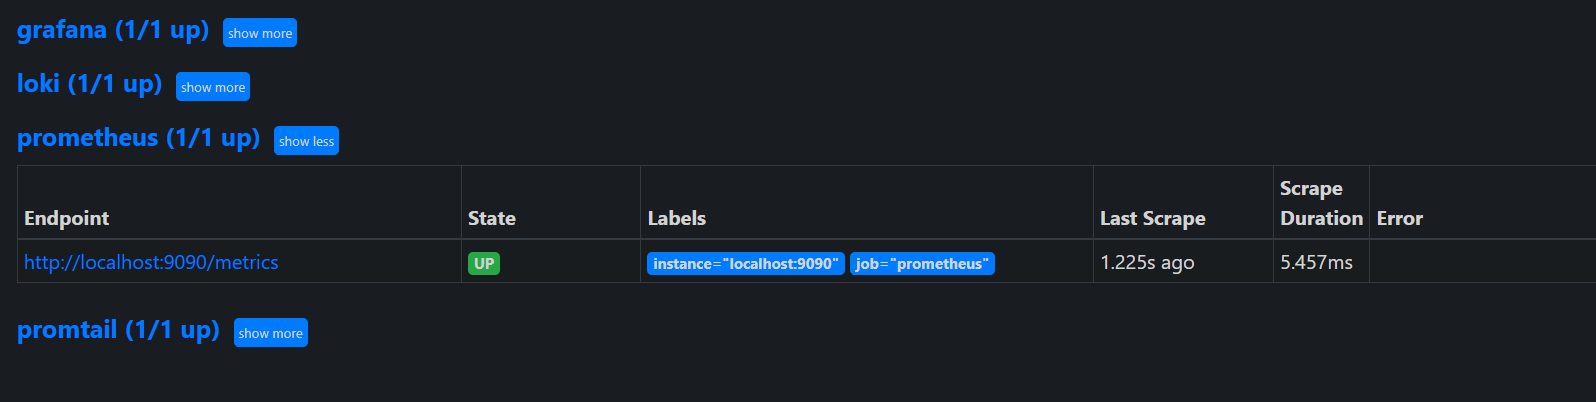 grafana (1/1 up) show more
loki (1/1 up) show more
prometheus (1/1 up) show less
Endpoint State Labels Last Scrape Scrape Duration Error
http://localhost:9090/metrics UP instance="localhost:9090" job="prometheus" 1.225s ago 5.457ms
promtail (1/1 up) show more